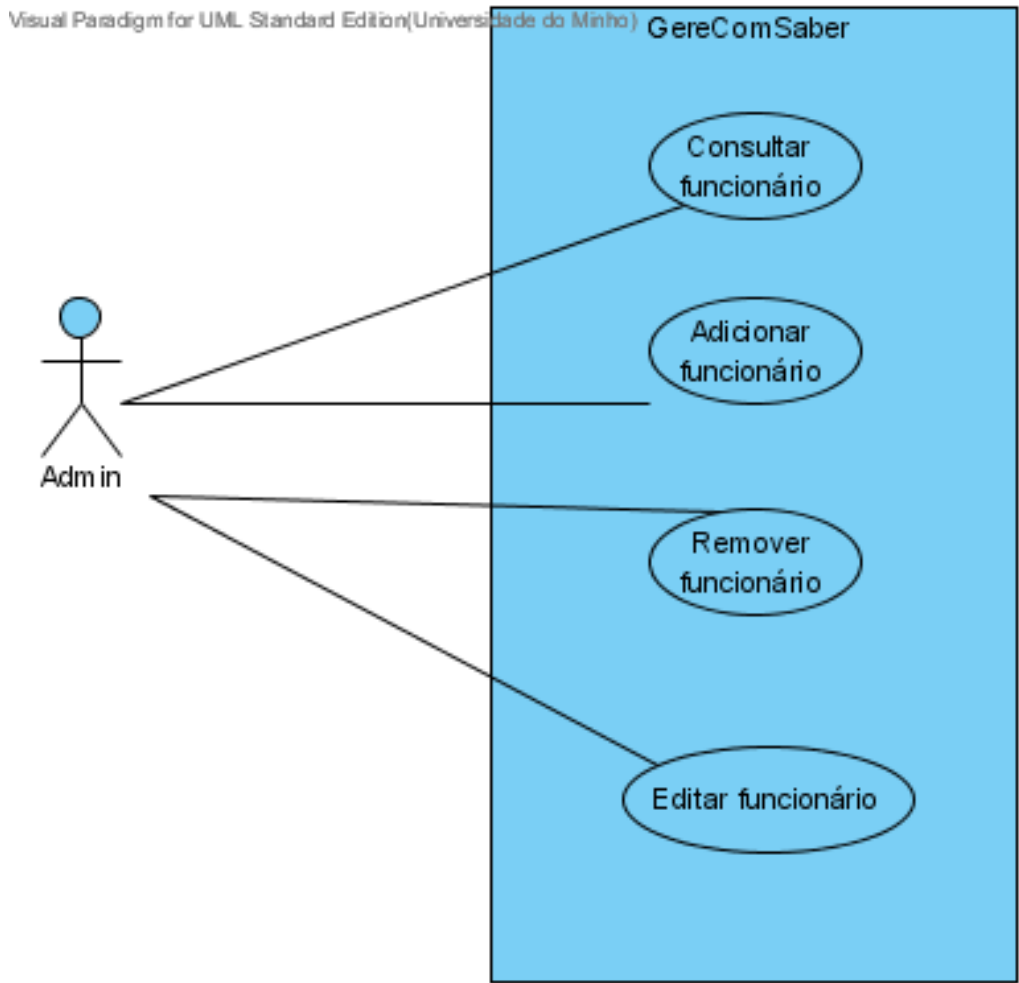 Visual Paradigm for UML Standard Edition(Universidade do Minho)
GereComSaber
Consultar
funcionário
Adicionar
funcionário
Admin
Remover
funcionário
Editar funcionário